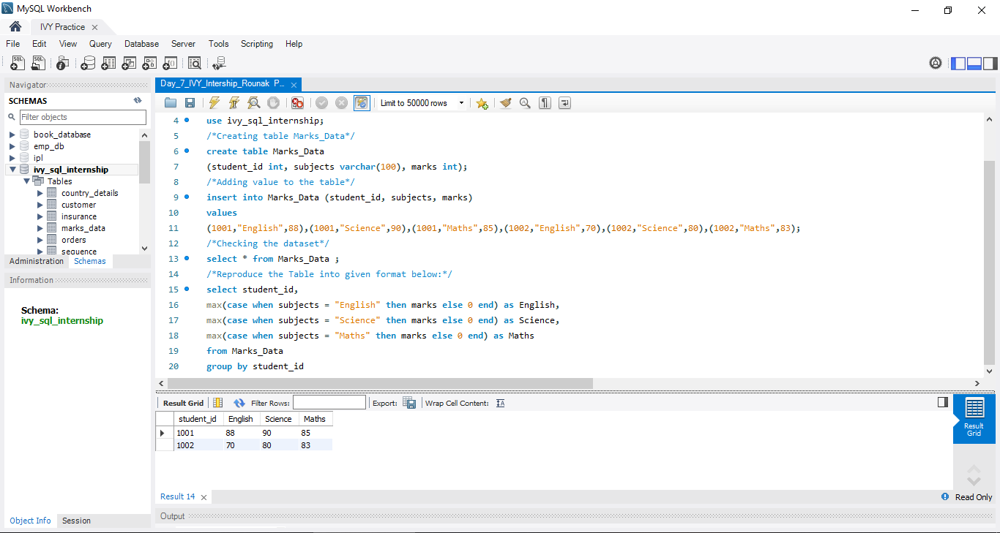 MySQL Workbench
IVY Practice
File Edit View Query Database Server Tools Scripting Help
Navigator
SCHEMAS
Filter objects
book_database
emp_db
ipl
ivy_sql_internship
Tables
country_details
customer
insurance
marks_data
orders
sequence
Administration Schemas
Information
Schema:
ivy_sql_internship
Object Info Session
Day_7_IVY_Intership_Rounak P...
Limit to 50000 rows
4 use ivy_sql_internship;
5 /*Creating table Marks_Data*/
6 create table Marks_Data
7 (student_id int, subjects varchar(100), marks int);
8 /*Adding value to the table*/
9 insert into Marks_Data (student_id, subjects, marks)
10 values
11 (1001,"English",88),(1001,"Science",90),(1001,"Maths",85),(1002,"English",70),(1002,"Science",80),(1002,"Maths",83);
12 /*Checking the dataset*/
13 select * from Marks_Data ;
14 /*Reproduce the Table into given format below:*/
15 select student_id,
16 max(case when subjects = "English" then marks else 0 end) as English,
17 max(case when subjects = "Science" then marks else 0 end) as Science,
18 max(case when subjects = "Maths" then marks else 0 end) as Maths
19 from Marks_Data
20 group by student_id
Result Grid Filter Rows: Export: Wrap Cell Content:
student_id English Science Maths
1001 88 90 85
1002 70 80 83
Result
Grid
Result 14
Read Only
Output